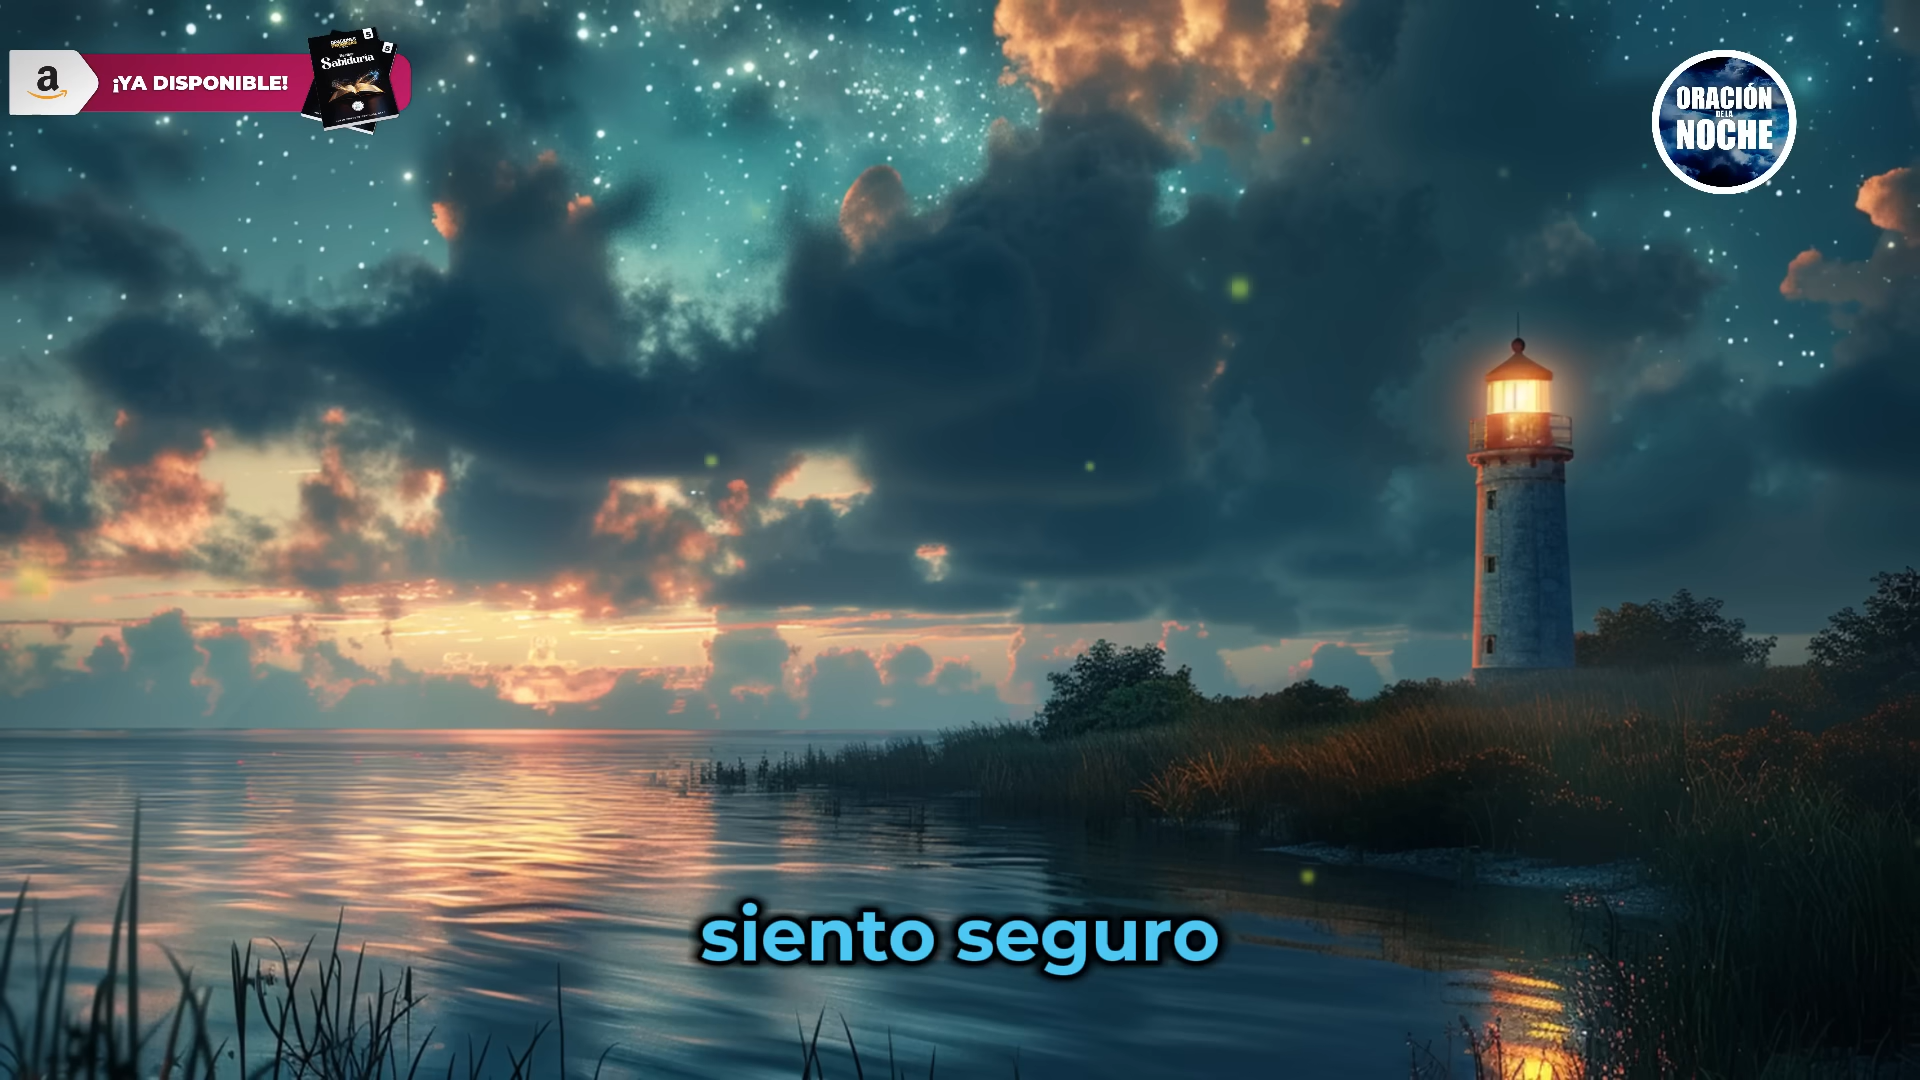 a
¡YA DISPONIBLE!
Sabiduría
ORACIÓN
DE LA
NOCHE
siento seguro